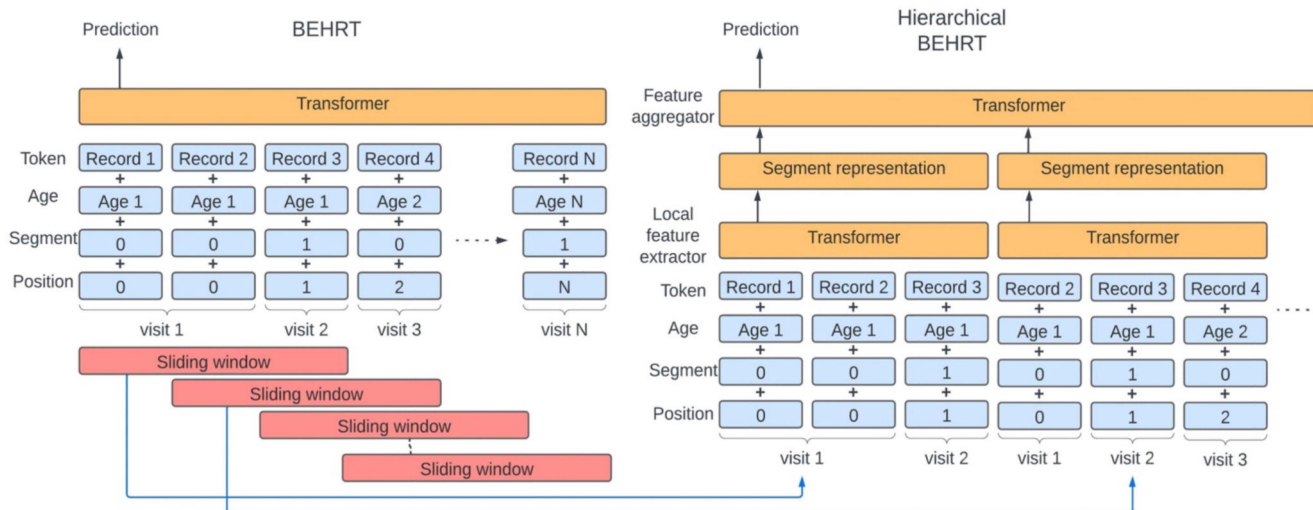 BEHRT
Prediction
Transformer
Token Record 1 Record 2 Record 3 Record 4 Record N
+ + + + +
Age Age 1 Age 1 Age 1 Age 2 Age N
+ + + + +
Segment 0 0 1 0 1
+ + + + +
Position 0 0 1 2 N
visit 1 visit 2 visit 3 visit N
Sliding window
Sliding window
Sliding window
Sliding window
Hierarchical
BEHRT
Prediction
Feature
aggregator
Transformer
Segment representation Segment representation
Local
feature
extractor
Transformer Transformer
Token Record 1 Record 2 Record 3 Record 2 Record 3 Record 4
+ + + + + +
Age Age 1 Age 1 Age 1 Age 1 Age 1 Age 2
+ + + + + +
Segment 0 0 1 0 1 0
+ + + + + +
Position 0 0 1 0 1 2
visit 1 visit 2 visit 1 visit 2 visit 3